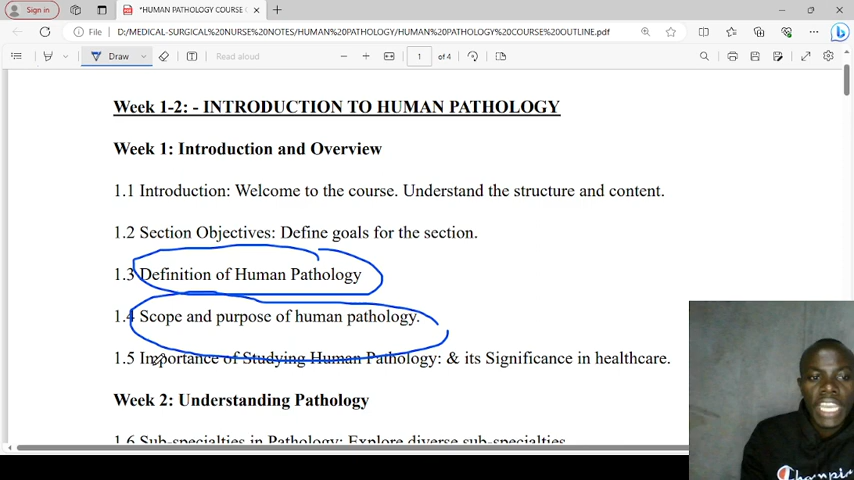 Sign in
*HUMAN PATHOLOGY COURSE
File
D:/MEDICAL-SURGICAL%20NURSE%20NOTES/HUMAN%20PATHOLOGY/HUMAN%20PATHOLOGY%20COURSE%20OUTLINE.pdf
Draw
Read aloud
1 of 4
Week 1-2: - INTRODUCTION TO HUMAN PATHOLOGY
Week 1: Introduction and Overview
1.1 Introduction: Welcome to the course. Understand the structure and content.
1.2 Section Objectives: Define goals for the section.
1.3 Definition of Human Pathology
1.4 Scope and purpose of human pathology.
1.5 Importance of Studying Human Pathology: & its Significance in healthcare.
Week 2: Understanding Pathology
1.6 Sub-specialties in Pathology: Explore diverse sub-specialties
Champio